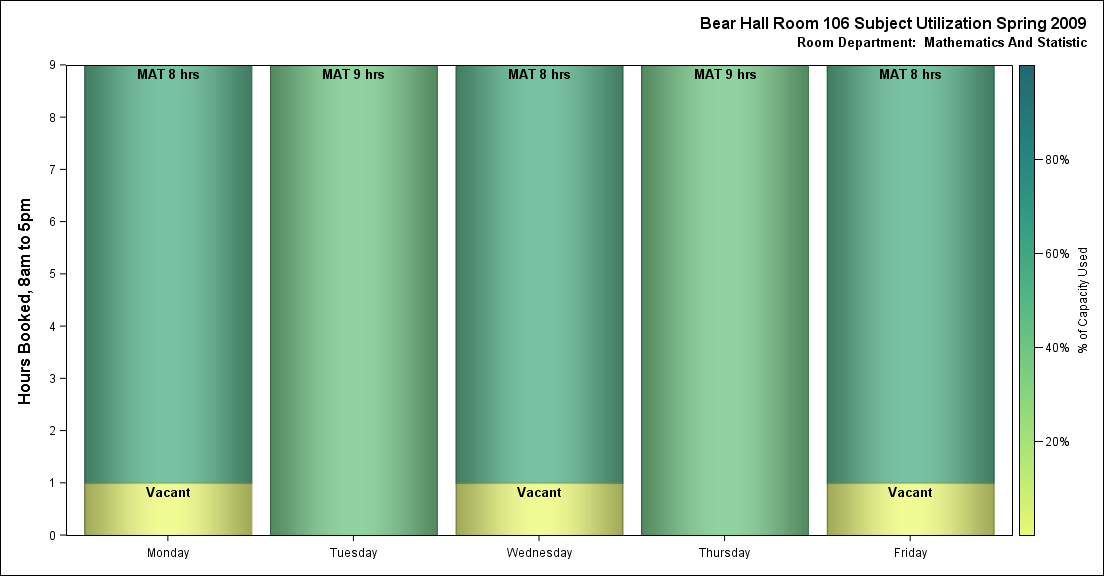 Bear Hall Room 106 Subject Utilization Spring 2009
Room Department:  Mathematics And Statistic
Hours Booked, 8am to 5pm
9
8
7
6
5
4
3
2
1
0
MAT 8 hrs
MAT 9 hrs
MAT 8 hrs
MAT 9 hrs
MAT 8 hrs
Vacant
Vacant
Vacant
Monday
Tuesday
Wednesday
Thursday
Friday
80%
60%
40%
20%
% of Capacity Used